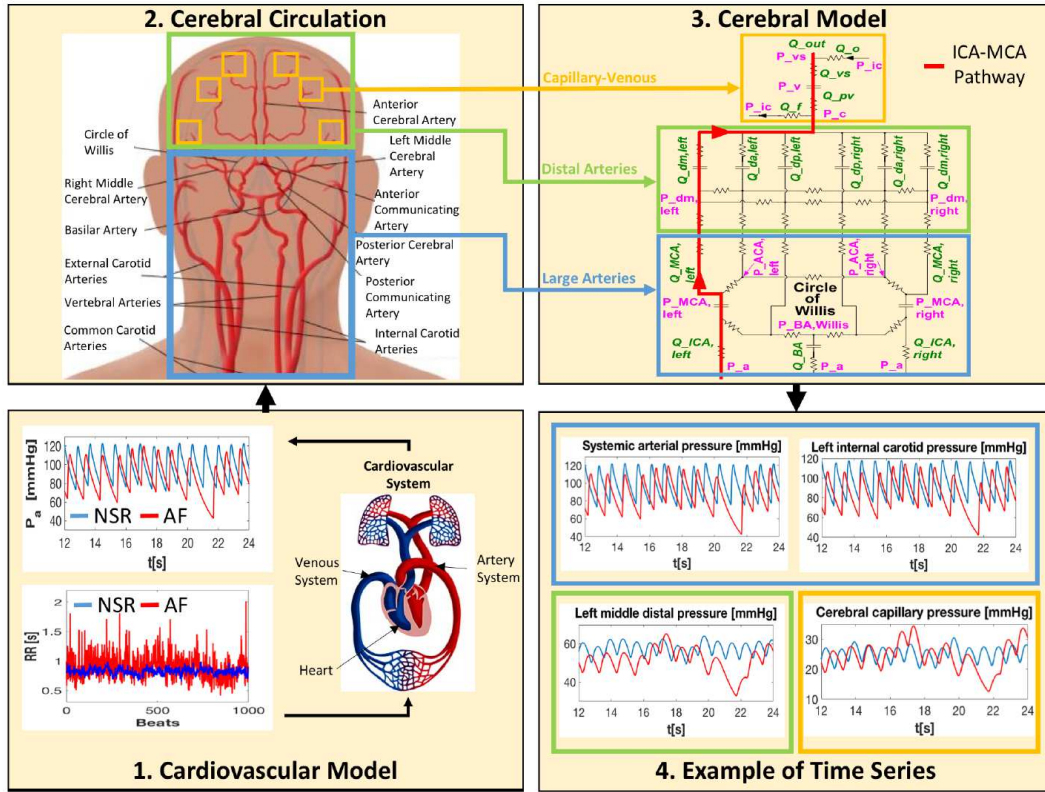 2. Cerebral Circulation
Anterior
Cerebral Artery
Circle of
Willis
Left Middle
Cerebral
Artery
Right Middle
Cerebral Artery
Anterior
Communicating
Artery
Basilar Artery
Posterior Cerebral
Artery
External Carotid
Arteries
Posterior
Communicating
Artery
Vertebral Arteries
Common Carotid
Arteries
Internal Carotid
Arteries
Capillary-Venous
Distal Arteries
Large Arteries
3. Cerebral Model
ICA-MCA
Pathway
Q_out
Q_o
P_vs
P_ic
Q_vs
P_v
Q_pv
P_ic
Q_f
P_c
Q_dm,left
Q_da,left
Q_dp,left
Q_dp,right
Q_da,right
Q_dm,right
P_dm,
left
P_dm,
right
Q_MCA,
left
P_ACA,
left
P_ACA,
right
Q_MCA,
right
Circle
of
Willis
P_MCA,
left
P_MCA,
right
P_BA,Willis
Q_ICA,
left
Q_BA
Q_ICA,
right
P_a
P_a
P_a
P_a [mmHg]
120
100
80
60
40
NSR
AF
12 14 16 18 20 22 24
t[s]
RR [s]
2
1.5
1
0.5
NSR
AF
0 500 1000
Beats
Cardiovascular
System
Venous
System
Artery
System
Heart
1. Cardiovascular Model
Systemic arterial pressure [mmHg]
120
100
80
60
40
12 14 16 18 20 22 24
t[s]
Left internal carotid pressure [mmHg]
120
100
80
60
40
12 14 16 18 20 22 24
t[s]
Left middle distal pressure [mmHg]
60
40
12 14 16 18 20 22 24
t[s]
Cerebral capillary pressure [mmHg]
30
20
10
12 14 16 18 20 22 24
t[s]
4. Example of Time Series